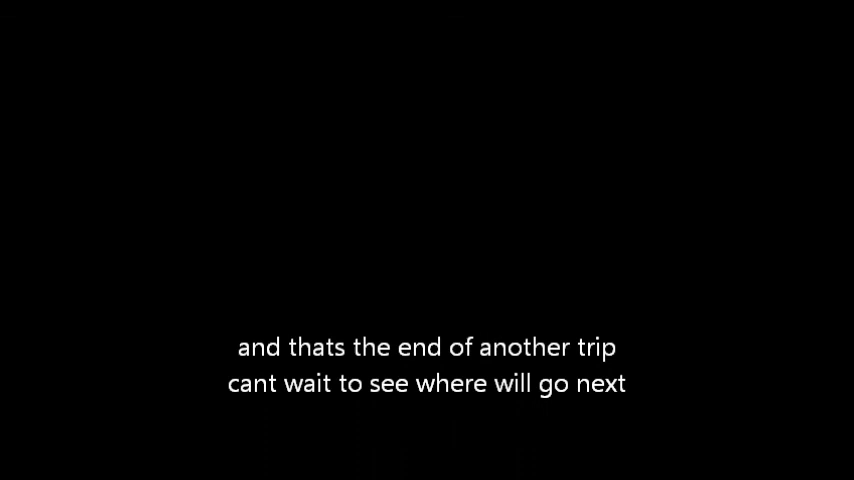 and thats the end of another trip
cant wait to see where will go next